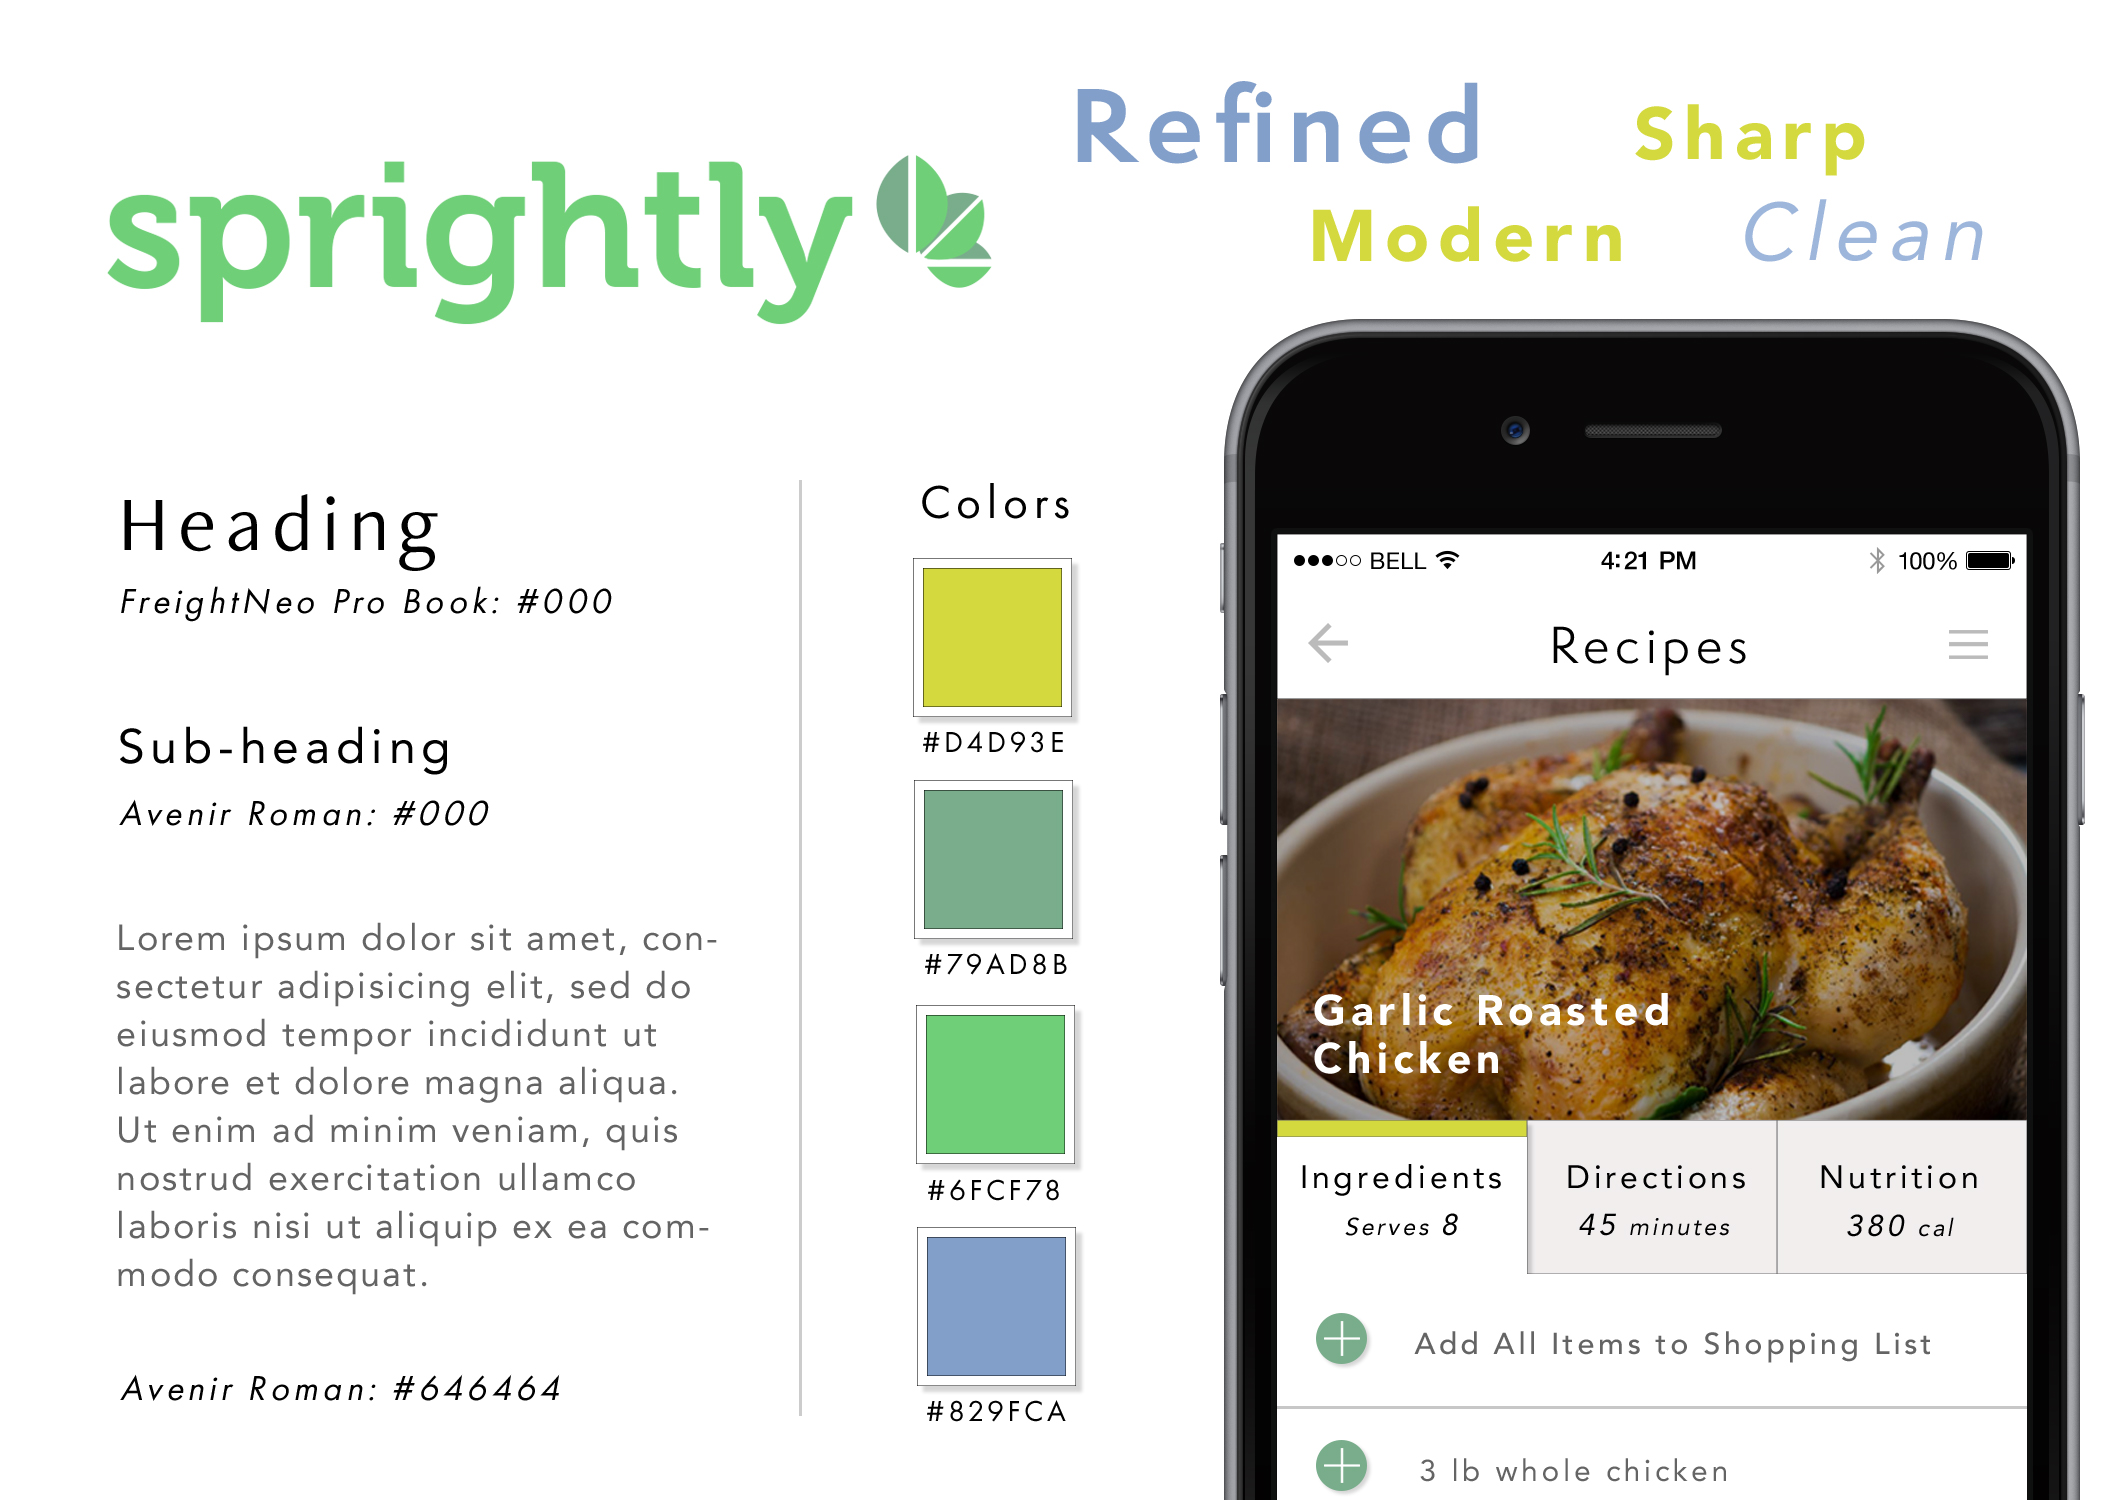 sprightly
Refined
Sharp
Modern
Clean
Heading
FreightNeo Pro Book: #000
Sub-heading
Avenir Roman: #000
Lorem ipsum dolor sit amet, con-
sectetur adipisicing elit, sed do
eiusmod tempor incididunt ut
labore et dolore magna aliqua.
Ut enim ad minim veniam, quis
nostrud exercitation ullamco
laboris nisi ut aliquip ex ea com-
modo consequat.
Avenir Roman: #646464
Colors
#D4D93E
#79AD8B
#6FCF78
#829FCA
BELL 4:21 PM 100%
Recipes
Garlic Roasted
Chicken
Ingredients
Serves 8
Directions
45 minutes
Nutrition
380 cal
Add All Items to Shopping List
3 lb whole chicken